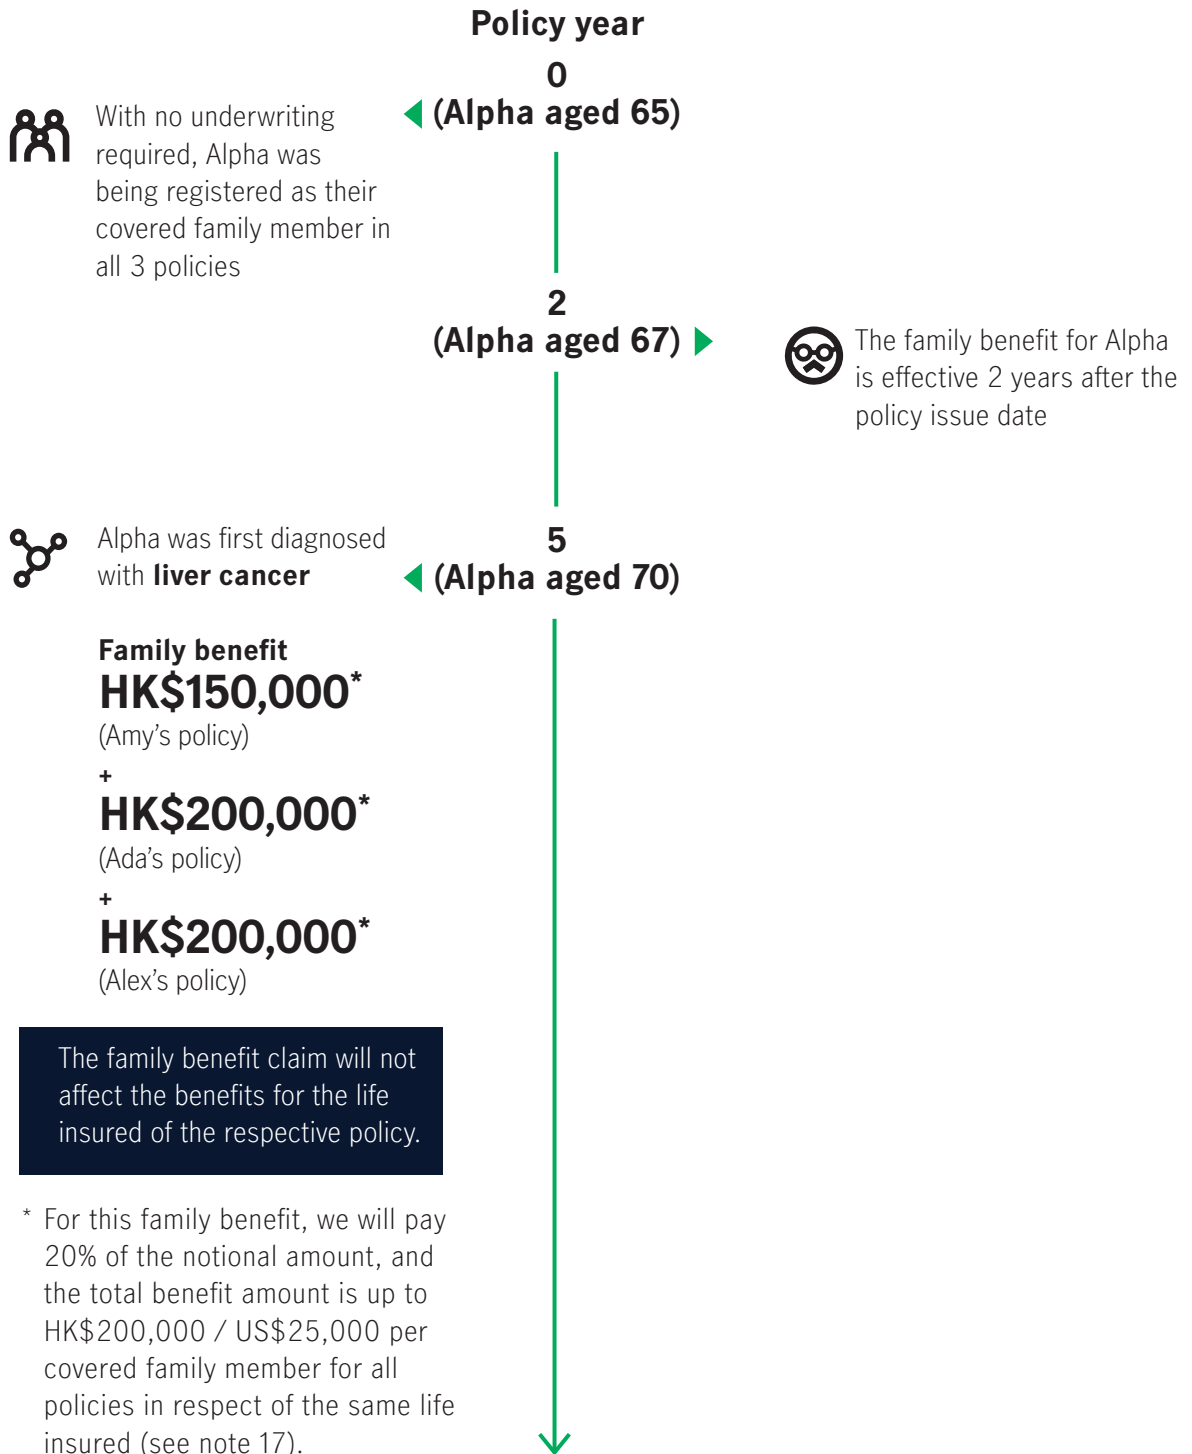 Policy year
0
(Alpha aged 65)
With no underwriting
required, Alpha was
being registered as their
covered family member in
all 3 policies
2
(Alpha aged 67)
The family benefit for Alpha
is effective 2 years after the
policy issue date
5
(Alpha aged 70)
Alpha was first diagnosed
with liver cancer
Family benefit
HK$150,000*
(Amy’s policy)
+
HK$200,000*
(Ada’s policy)
+
HK$200,000*
(Alex’s policy)
The family benefit claim will not
affect the benefits for the life
insured of the respective policy.
* For this family benefit, we will pay
20% of the notional amount, and
the total benefit amount is up to
HK$200,000 / US$25,000 per
covered family member for all
policies in respect of the same life
insured (see note 17).